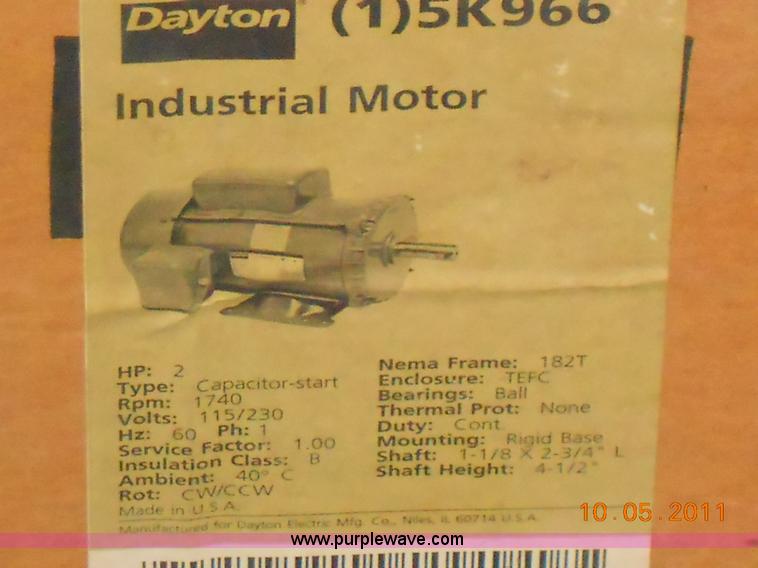 Dayton (1)5K966
Industrial Motor
HP: 2
Type: Capacitor-start
Rpm: 1740
Volts: 115/230
Hz: 60 Ph: 1
Service Factor: 1.00
Insulation Class: B
Ambient: 40° C
Rot: CW/CCW
Made in U.S.A.
Nema Frame: 182T
Enclosure: TEFC
Bearings: Ball
Thermal Prot: None
Duty: Cont.
Mounting: Rigid Base
Shaft: 1-1/8 X 2-3/4" L
Shaft Height: 4-1/2"
Manufactured for Dayton Electric Mfg. Co., Niles, IL 60714 U.S.A.
10.05.2011
www.purplewave.com